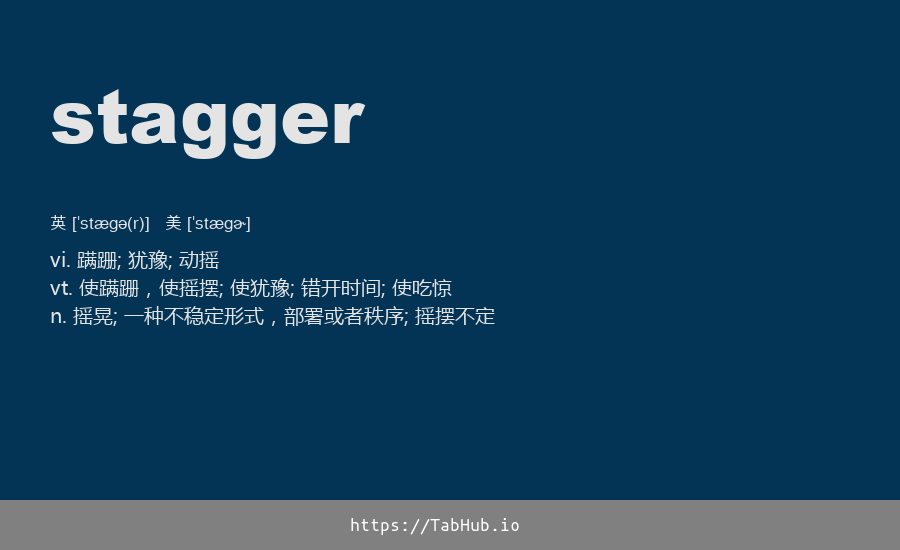 stagger
英 [ˈstægə(r)] 美 [ˈstægɚ]
vi. 蹒跚; 犹豫; 动摇
vt. 使蹒跚，使摇摆; 使犹豫; 错开时间; 使吃惊
n. 摇晃; 一种不稳定形式，部署或者秩序; 摇摆不定
https://TabHub.io